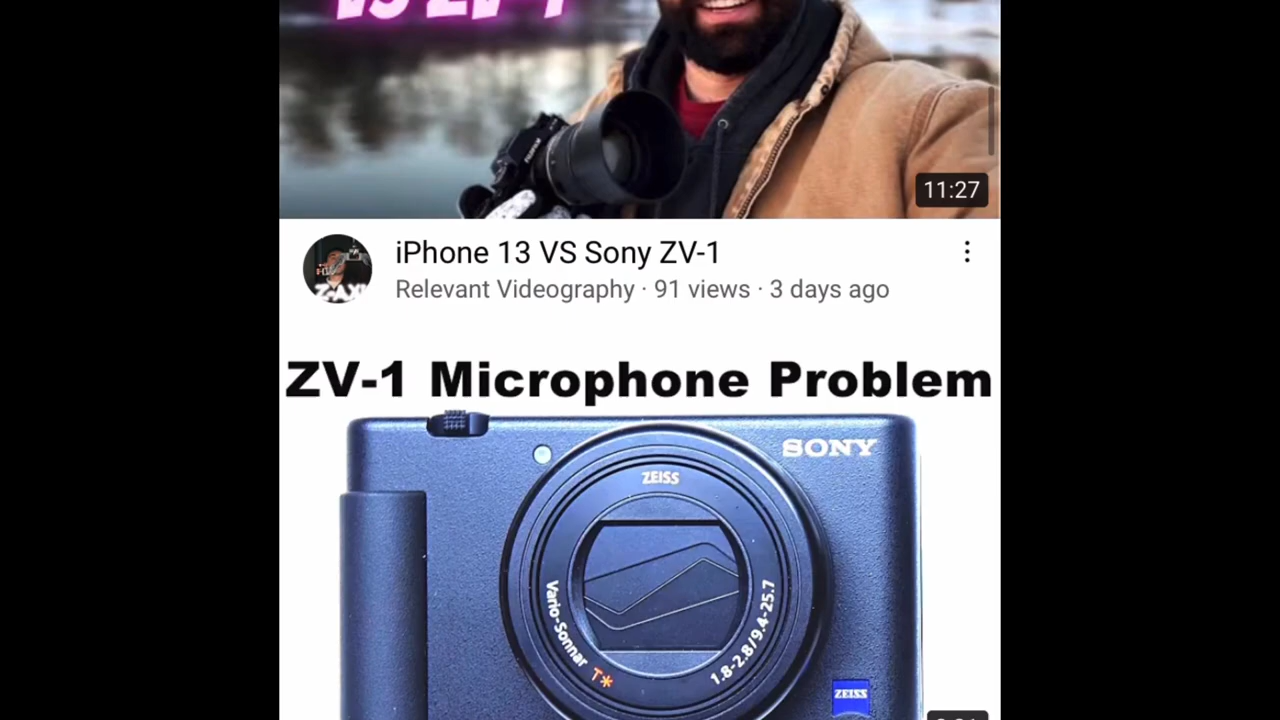 VS ZV-1
FUJIFILM
11:27
iPhone 13 VS Sony ZV-1
Relevant Videography · 91 views · 3 days ago
ZV-1 Microphone Problem
SONY
ZEISS
Vario-Sonnar T* 1.8-2.8/9.4-25.7
ZEISS